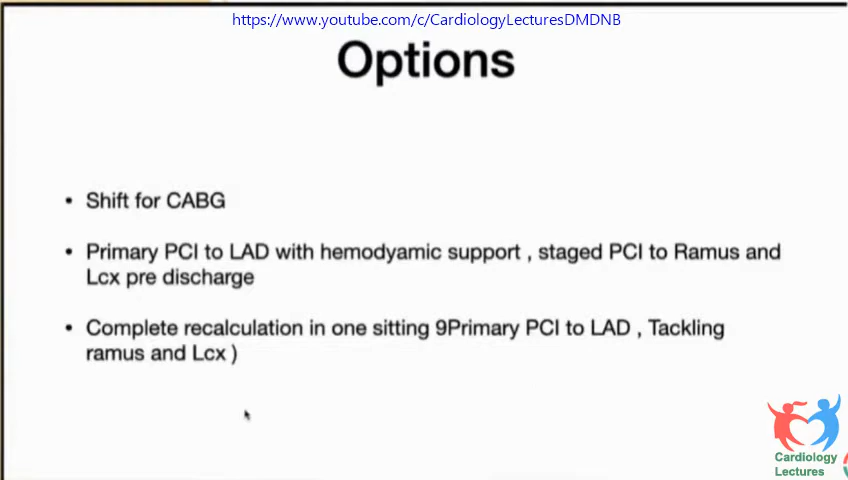 https://www.youtube.com/c/CardiologyLecturesDMDNB
Options
• Shift for CABG
• Primary PCI to LAD with hemodyamic support , staged PCI to Ramus and
Lcx pre discharge
• Complete recalculation in one sitting 9Primary PCI to LAD , Tackling
ramus and Lcx )
Cardiology
Lectures